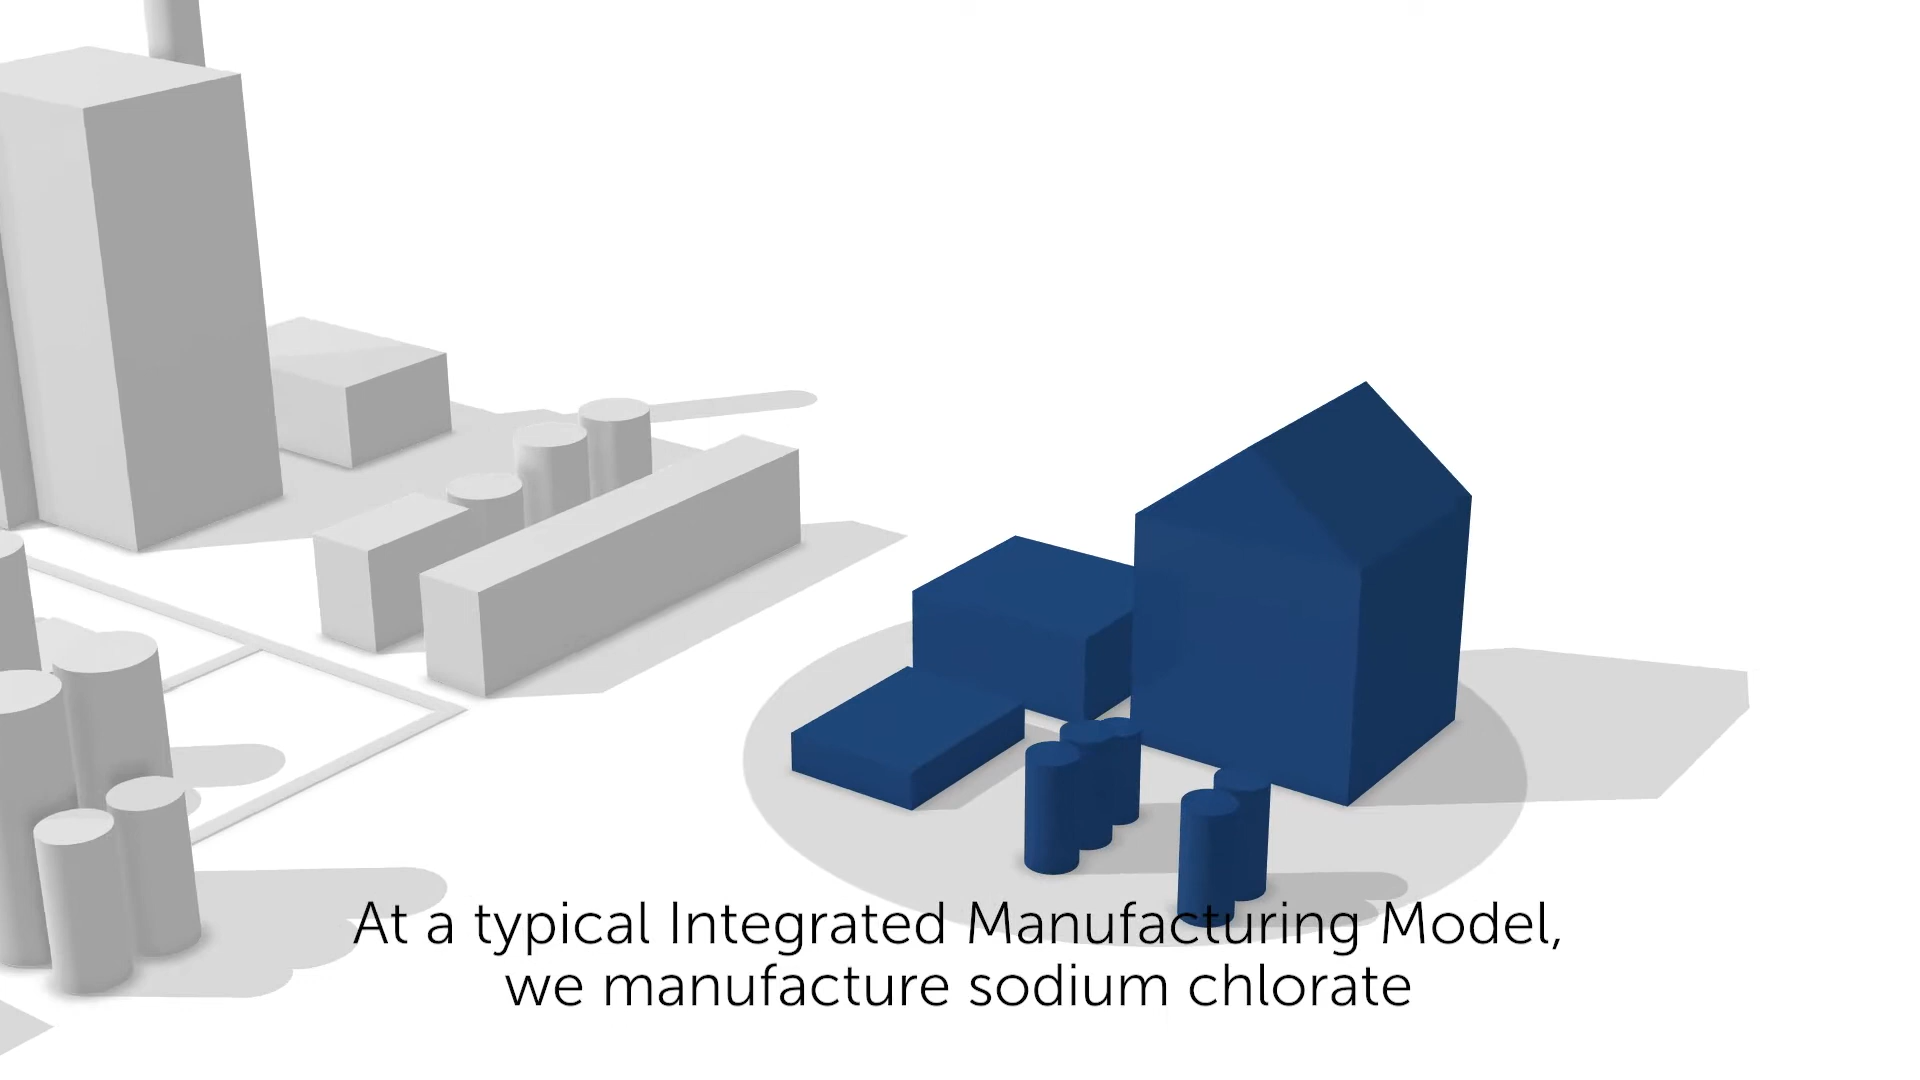 At a typical Integrated Manufacturing Model,
we manufacture sodium chlorate